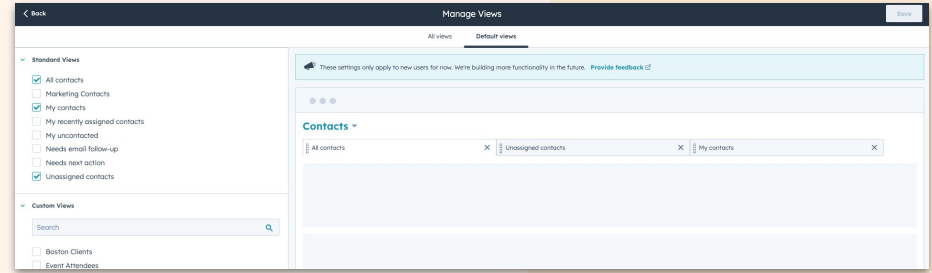 Back
Manage Views
Save
All views
Default views
Standard Views
All contacts
Marketing Contacts
My contacts
My recently assigned contacts
My uncontacted
Needs email follow-up
Needs next action
Unassigned contacts
Custom Views
Search
Boston Clients
Event Attendees
These settings only apply to new users for now. We're building more functionality in the future. Provide feedback
Contacts
All contacts
Unassigned contacts
My contacts